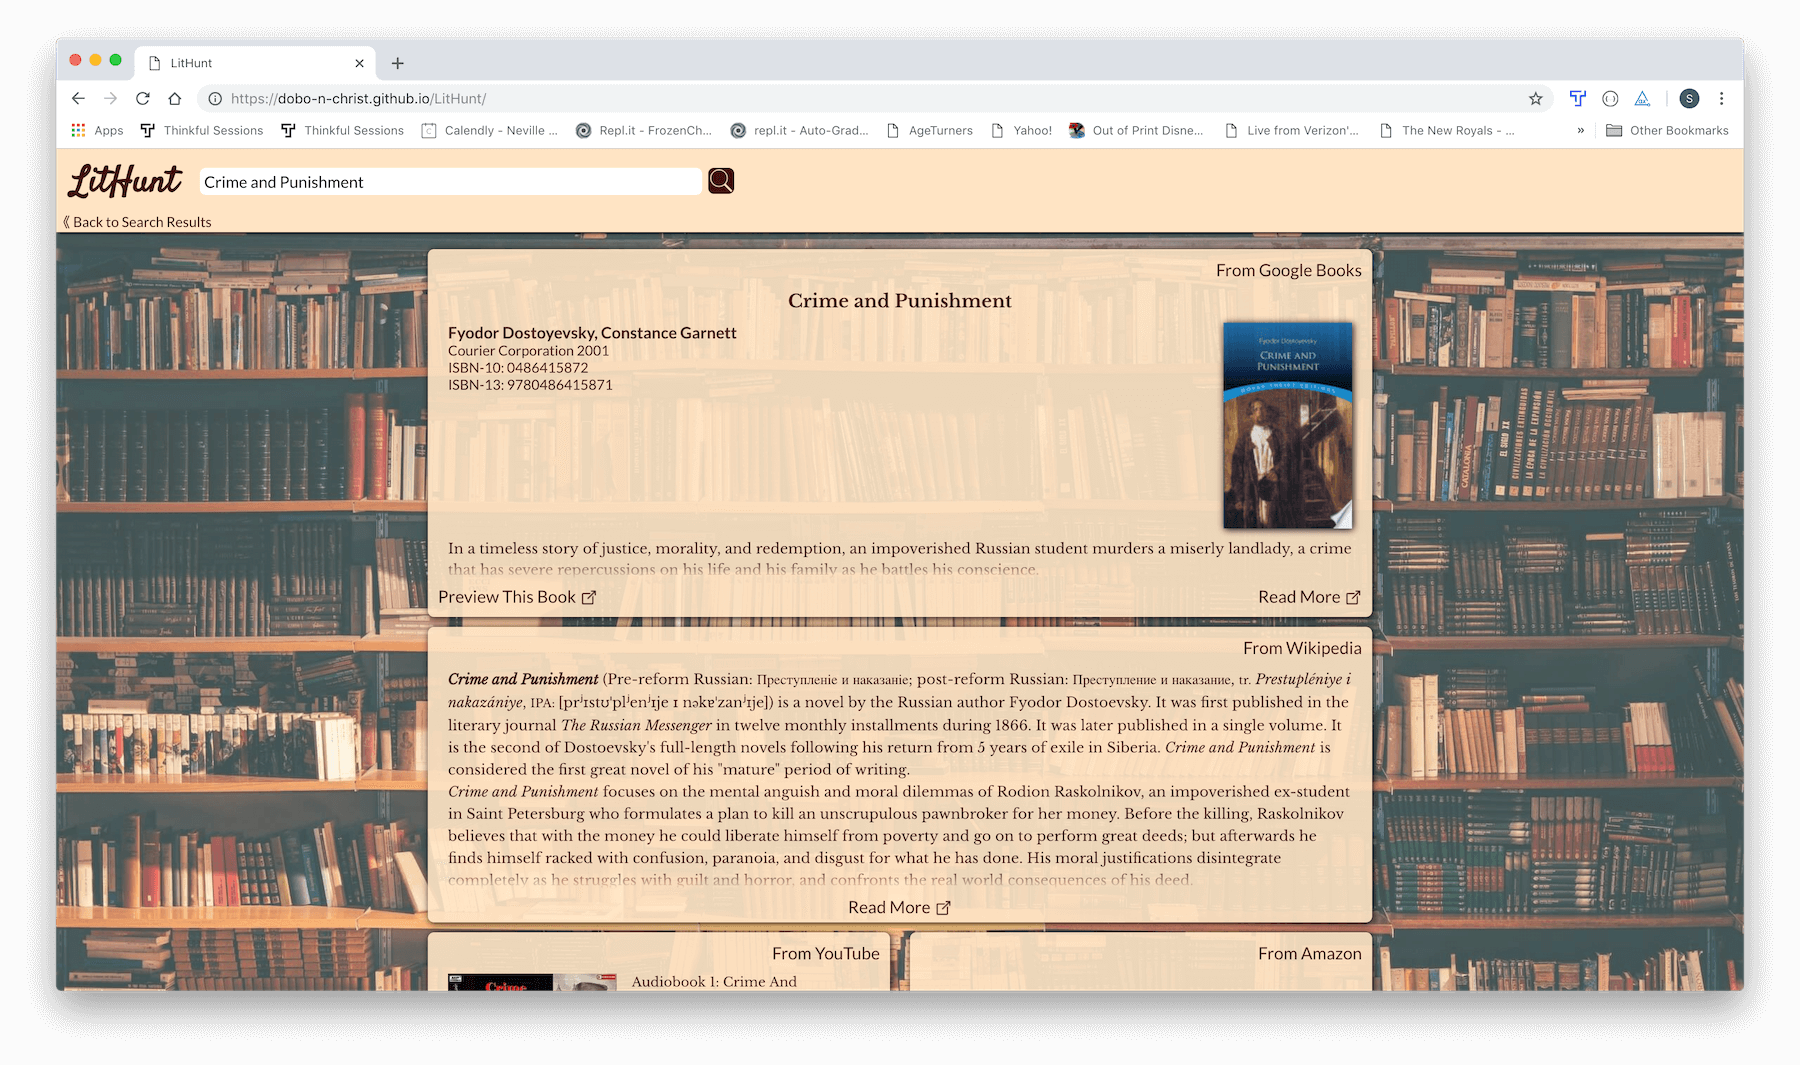 LitHunt
https://dobo-n-christ.github.io/LitHunt/
S
Apps
Thinkful Sessions
Thinkful Sessions
Calendly - Neville ...
Repl.it - FrozenCh...
repl.it - Auto-Grad...
AgeTurners
Yahoo!
Out of Print Disne...
Live from Verizon'...
The New Royals - ...
»
Other Bookmarks
LitHunt
Crime and Punishment
《 Back to Search Results
From Google Books
Crime and Punishment
Fyodor Dostoyevsky, Constance Garnett
Courier Corporation 2001
ISBN-10: 0486415872
ISBN-13: 9780486415871
Fyodor Dostoyevsky
CRIME AND
PUNISHMENT
DOVER THRIFT EDITIONS
In a timeless story of justice, morality, and redemption, an impoverished Russian student murders a miserly landlady, a crime
that has severe repercussions on his life and his family as he battles his conscience.
Preview This Book
Read More
From Wikipedia
Crime and Punishment (Pre-reform Russian: Преступленіе и наказаніе; post-reform Russian: Преступление и наказание, tr. Prestupléniye i
nakazániye, IPA: [prʲɪstʊˈplʲenʲɪje ɪ nəkɐˈzanʲɪje]) is a novel by the Russian author Fyodor Dostoevsky. It was first published in the
literary journal The Russian Messenger in twelve monthly installments during 1866. It was later published in a single volume. It
is the second of Dostoevsky's full-length novels following his return from 5 years of exile in Siberia. Crime and Punishment is
considered the first great novel of his "mature" period of writing.
Crime and Punishment focuses on the mental anguish and moral dilemmas of Rodion Raskolnikov, an impoverished ex-student
in Saint Petersburg who formulates a plan to kill an unscrupulous pawnbroker for her money. Before the killing, Raskolnikov
believes that with the money he could liberate himself from poverty and go on to perform great deeds; but afterwards he
finds himself racked with confusion, paranoia, and disgust for what he has done. His moral justifications disintegrate
completely as he struggles with guilt and horror, and confronts the real world consequences of his deed.
Read More
From YouTube
From Amazon
Crime
Audiobook 1: Crime And
EL SIGLO XX
CIVILIZACIONES EXTINGUIDAS
LA EPOCA DE LA EXPANSIÓN
CATALONIA